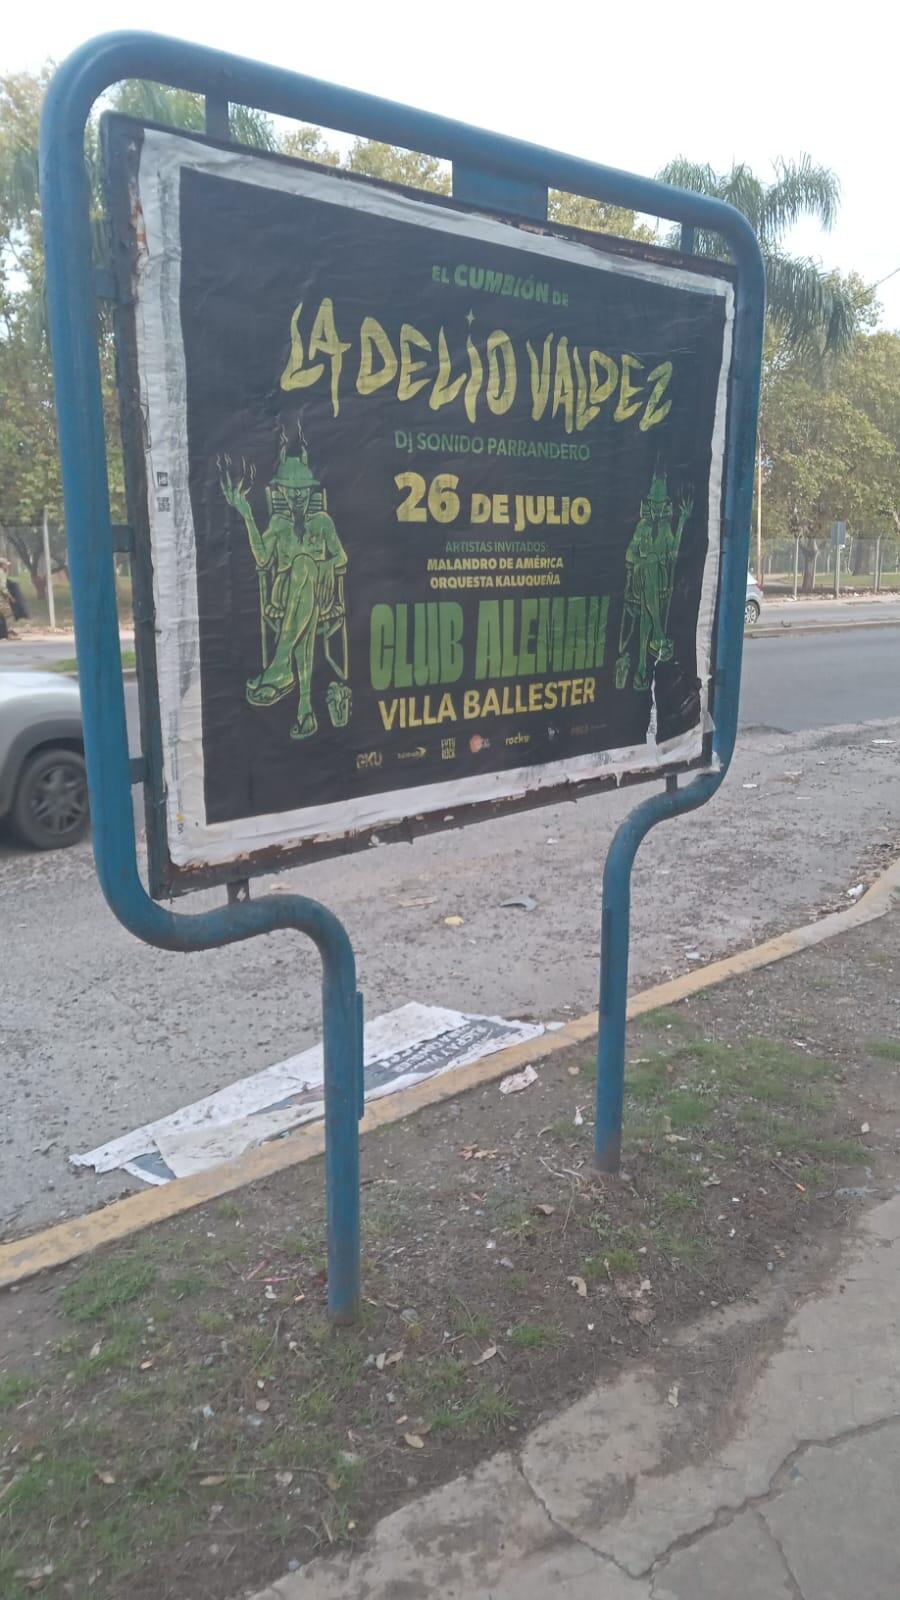 EL CUMBIÓN DE
LA DELIO VALDEZ
DJ SONIDO PARRANDERO
26 DE JULIO
ARTISTAS INVITADOS:
MALANDRO DE AMÉRICA
ORQUESTA KALUQUEÑA
CLUB ALEMAN
VILLA BALLESTER